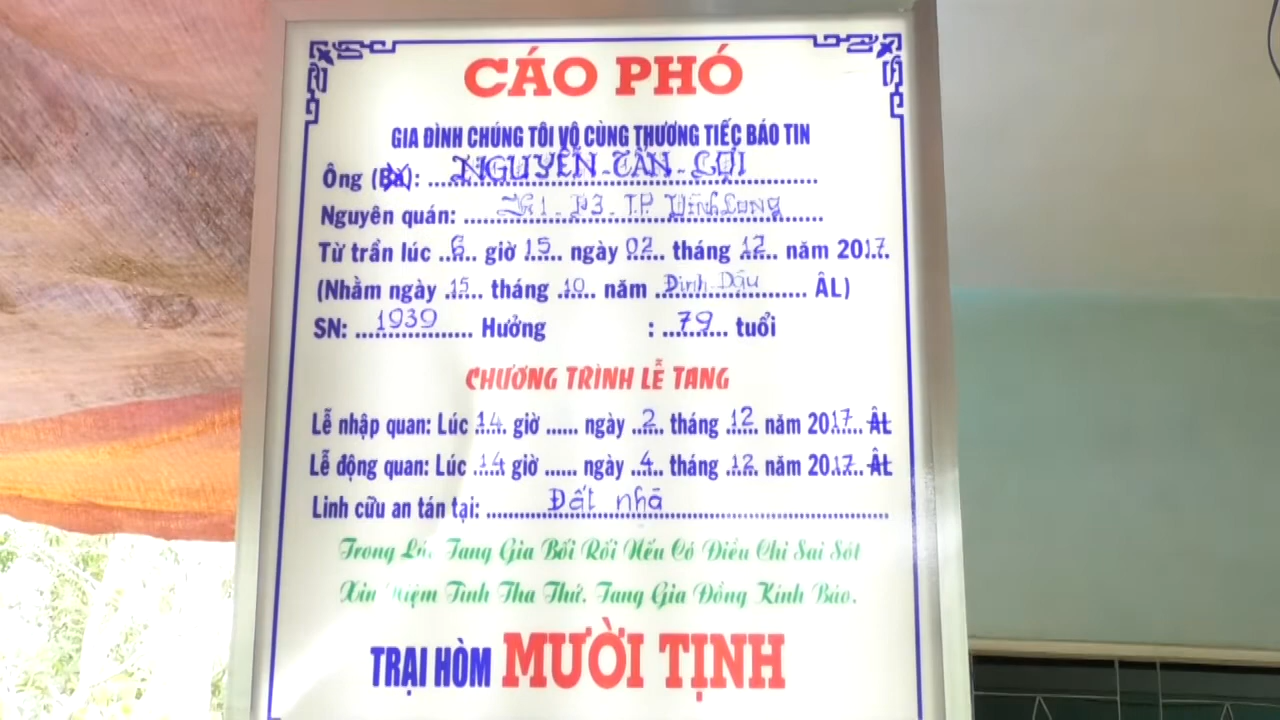 CÁO PHÓ
GIA ĐÌNH CHÚNG TÔI VÔ CÙNG THƯƠNG TIẾC BÁO TIN
Ông (Bà): NGUYỄN - TẤN - LỢI
Nguyên quán: K1 - P3 - T.P. Vĩnh Long
Từ trần lúc ..6.. giờ 15.. ngày 02.. tháng .12.. năm 2017.
(Nhằm ngày .15... tháng .10... năm ..Đinh Dậu.. ÂL)
SN: ...1939... Hưởng : ..79.. tuổi
CHƯƠNG TRÌNH LỄ TANG
Lễ nhập quan: Lúc .14. giờ ...... ngày ..2.. tháng .12. năm 2017... ÂL
Lễ động quan: Lúc .14 giờ ...... ngày ..4.. tháng .12. năm 2017.. ÂL
Linh cữu an táng tại: Đất nhà
Trong Lúc Tang Gia Bối Rối Nếu Có Điều Chi Sai Sót
Xin Niệm Tình Tha Thứ. Tang Gia Đồng Kính Báo.
TRẠI HÒM MƯỜI TỊNH